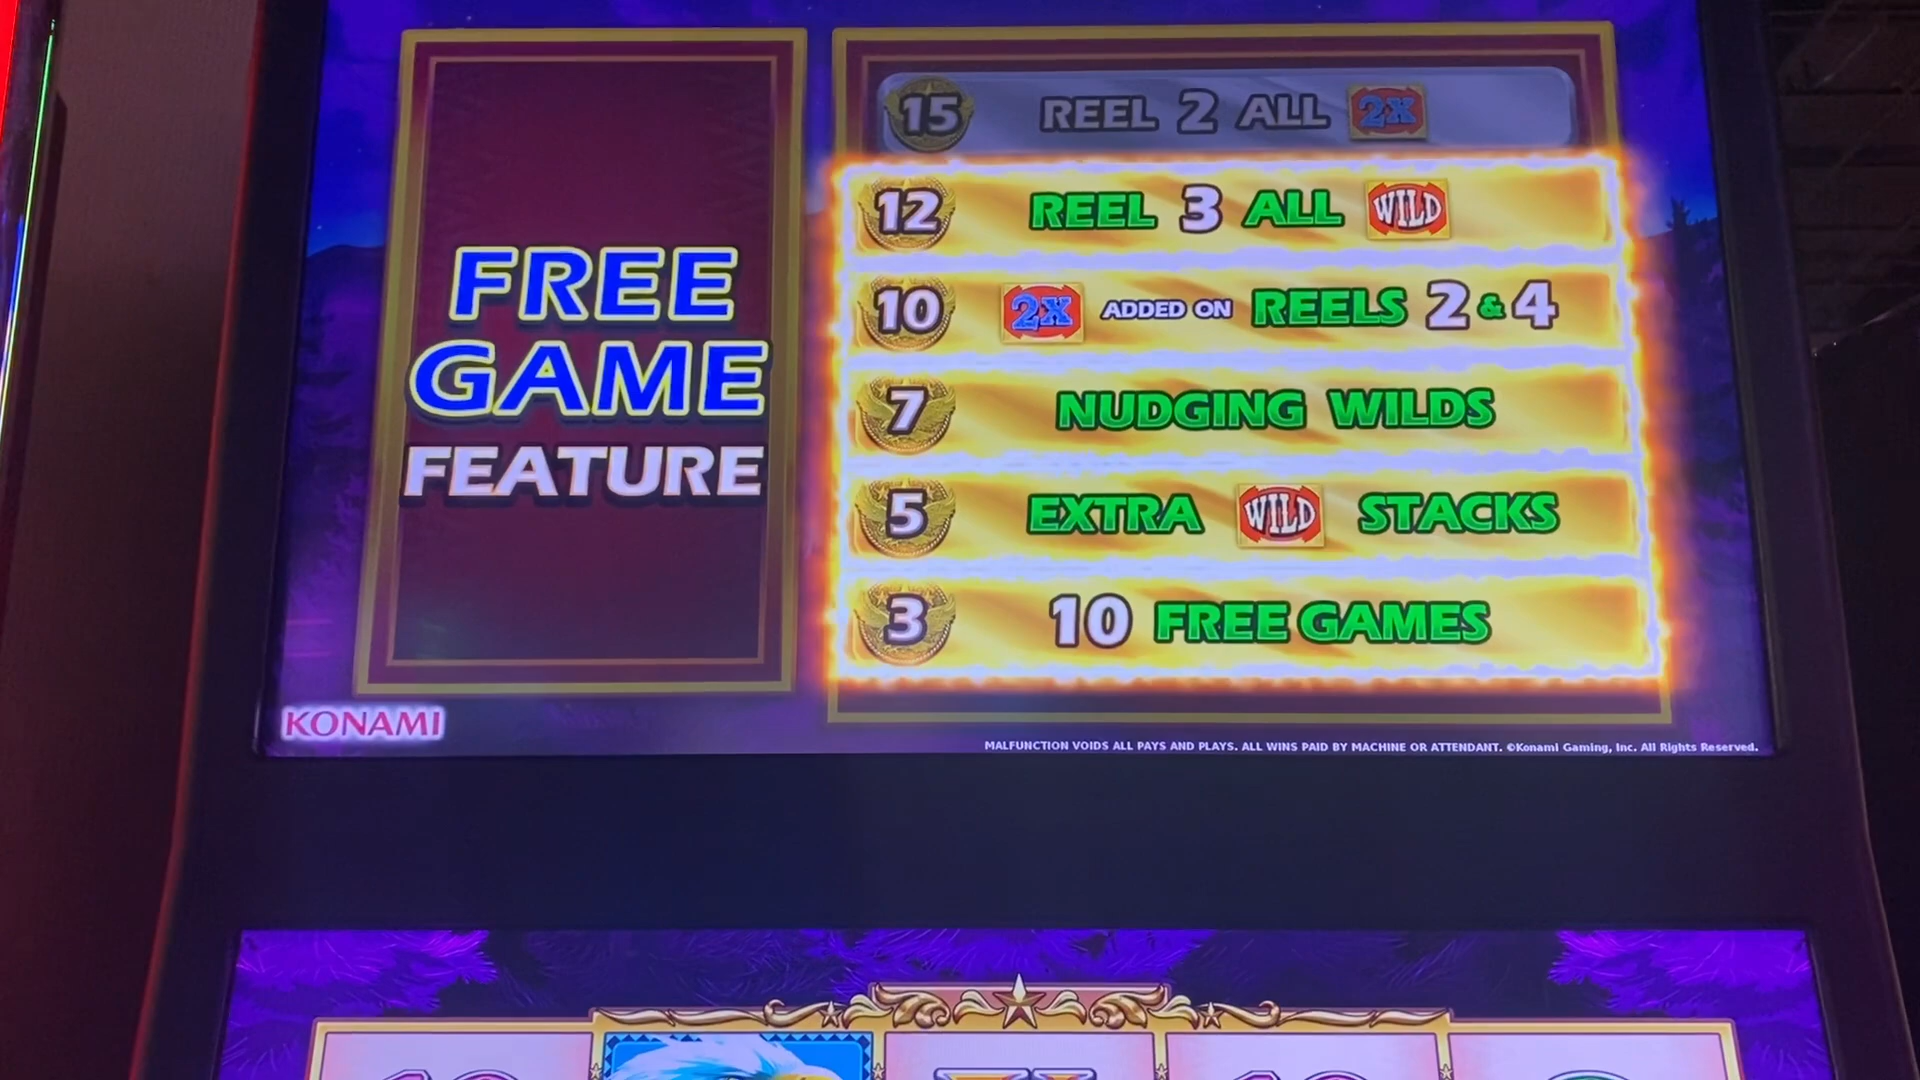 FREE
GAME
FEATURE
15 REEL 2 ALL 2X
12 REEL 3 ALL WILD
10 2X ADDED ON REELS 2 & 4
7 NUDGING WILDS
5 EXTRA WILD STACKS
3 10 FREE GAMES
KONAMI
MALFUNCTION VOIDS ALL PAYS AND PLAYS. ALL WINS PAID BY MACHINE OR ATTENDANT. ©Konami Gaming, Inc. All Rights Reserved.